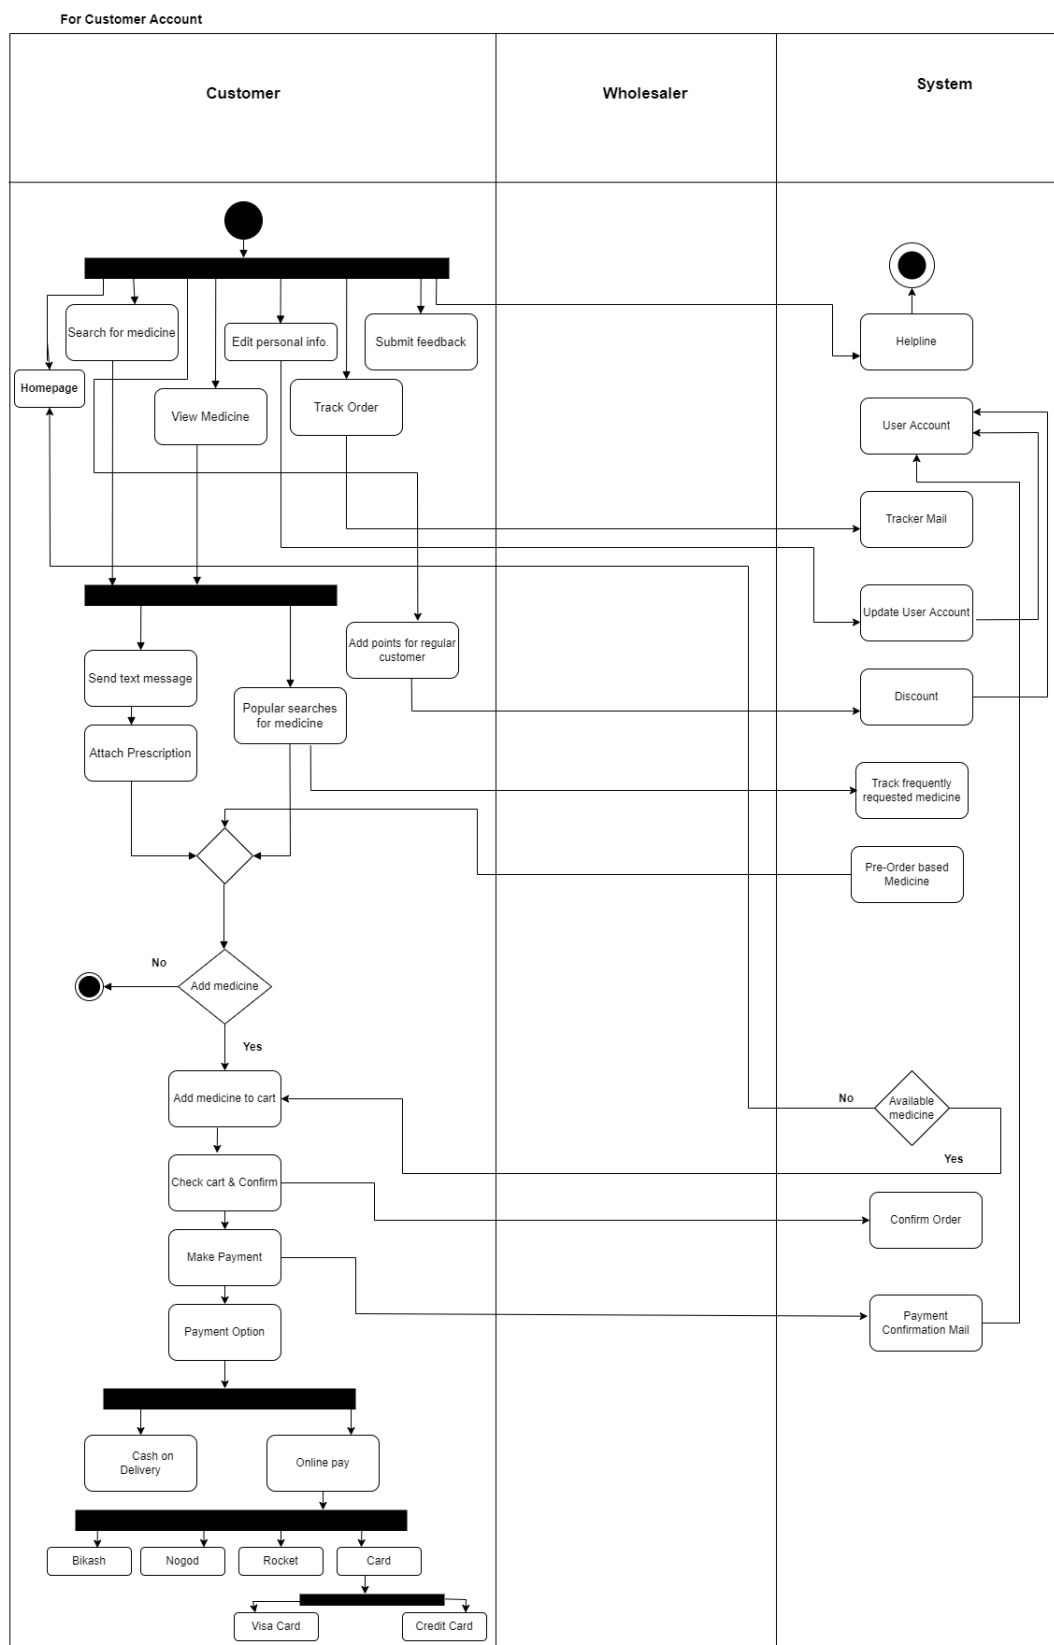 For Customer Account
Customer
Wholesaler
System
Search for medicine
Edit personal info.
Submit feedback
Helpline
Homepage
View Medicine
Track Order
User Account
Tracker Mail
Update User Account
Add points for regular
customer
Send text message
Popular searches
for medicine
Discount
Attach Prescription
Track frequently
requested medicine
Pre-Order based
Medicine
No
Add medicine
Yes
Add medicine to cart
No
Available
medicine
Yes
Check cart & Confirm
Confirm Order
Make Payment
Payment Option
Payment
Confirmation Mail
Cash on
Delivery
Online pay
Bikash
Nogod
Rocket
Card
Visa Card
Credit Card